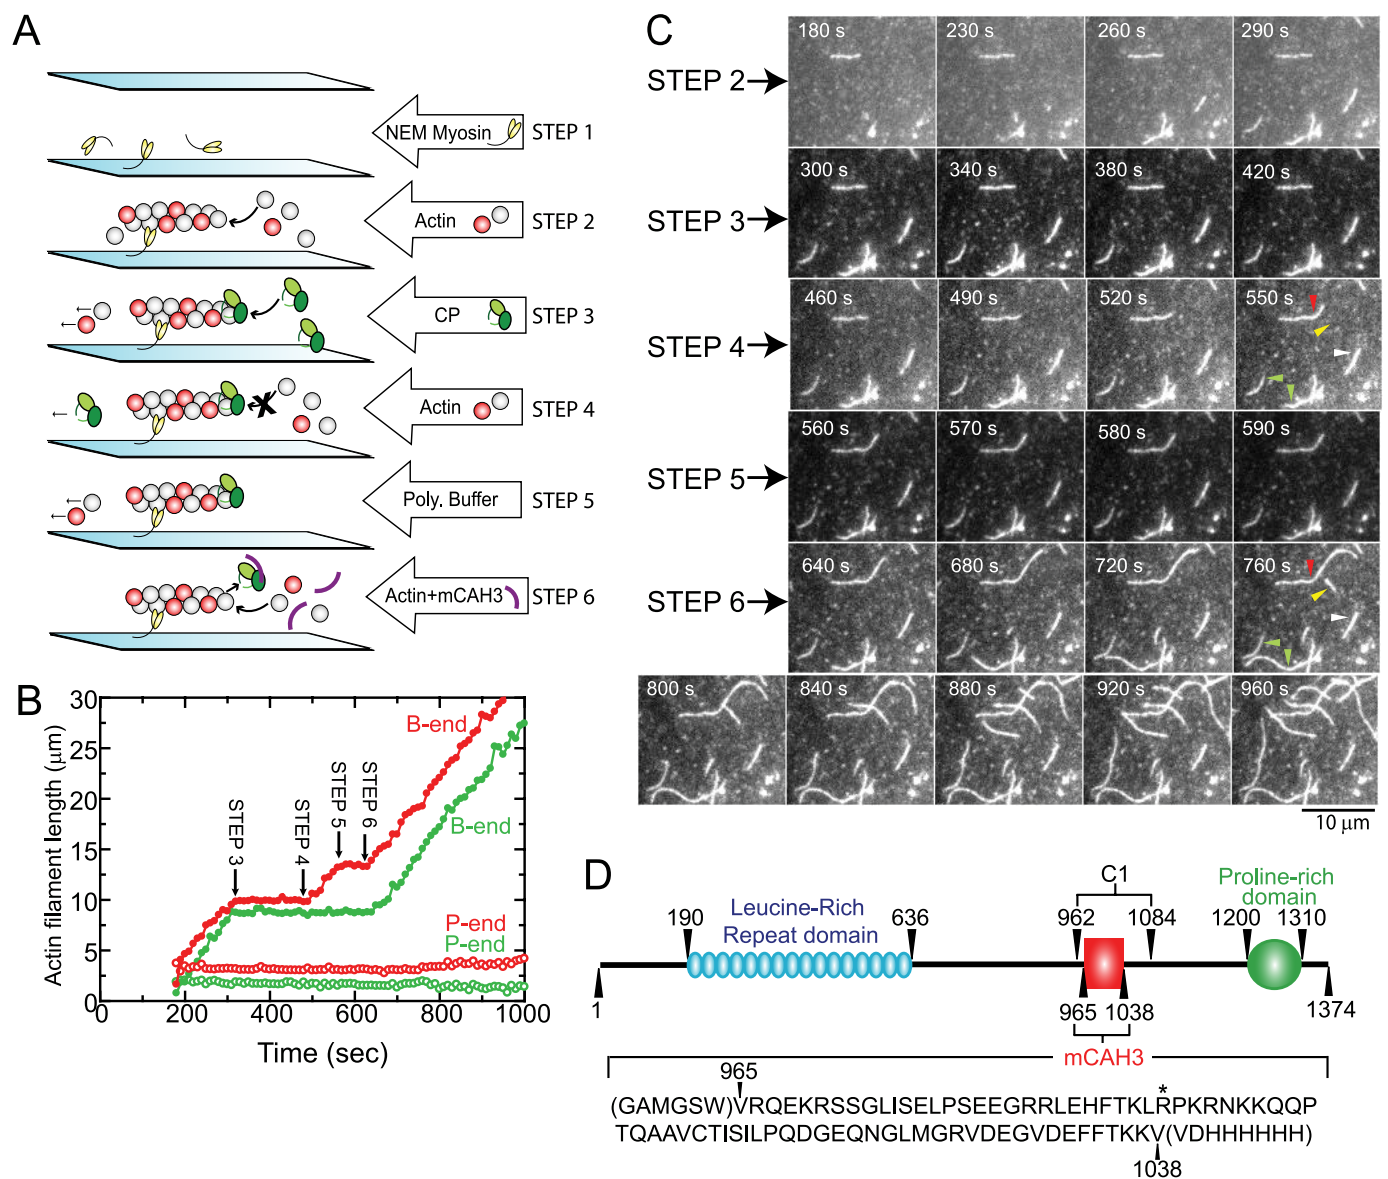 A
NEM Myosin
STEP 1
Actin
STEP 2
CP
STEP 3
Actin
STEP 4
Poly. Buffer
STEP 5
Actin+mCAH3
STEP 6
B
Actin filament length (μm)
30
25
20
15
10
5
0
0
200
400
600
800
1000
Time (sec)
STEP 3
STEP 4
STEP 5
STEP 6
B-end
B-end
P-end
P-end
C
STEP 2
180 s
230 s
260 s
290 s
STEP 3
300 s
340 s
380 s
420 s
STEP 4
460 s
490 s
520 s
550 s
STEP 5
560 s
570 s
580 s
590 s
STEP 6
640 s
680 s
720 s
760 s
800 s
840 s
880 s
920 s
960 s
10 μm
D
C1
Proline-rich
domain
190
Leucine-Rich
Repeat domain
636
962
1084
1200
1310
1
965
1038
1374
mCAH3
965
*
(GAMGSW)VRQEKRSSGLISELPSEEGRRLEHFTKLRPKRNKKQQP
TQAAVCTISILPQDGEQNGLMGRVDEGVDEFFTKKV(VDHHHHHH)
1038